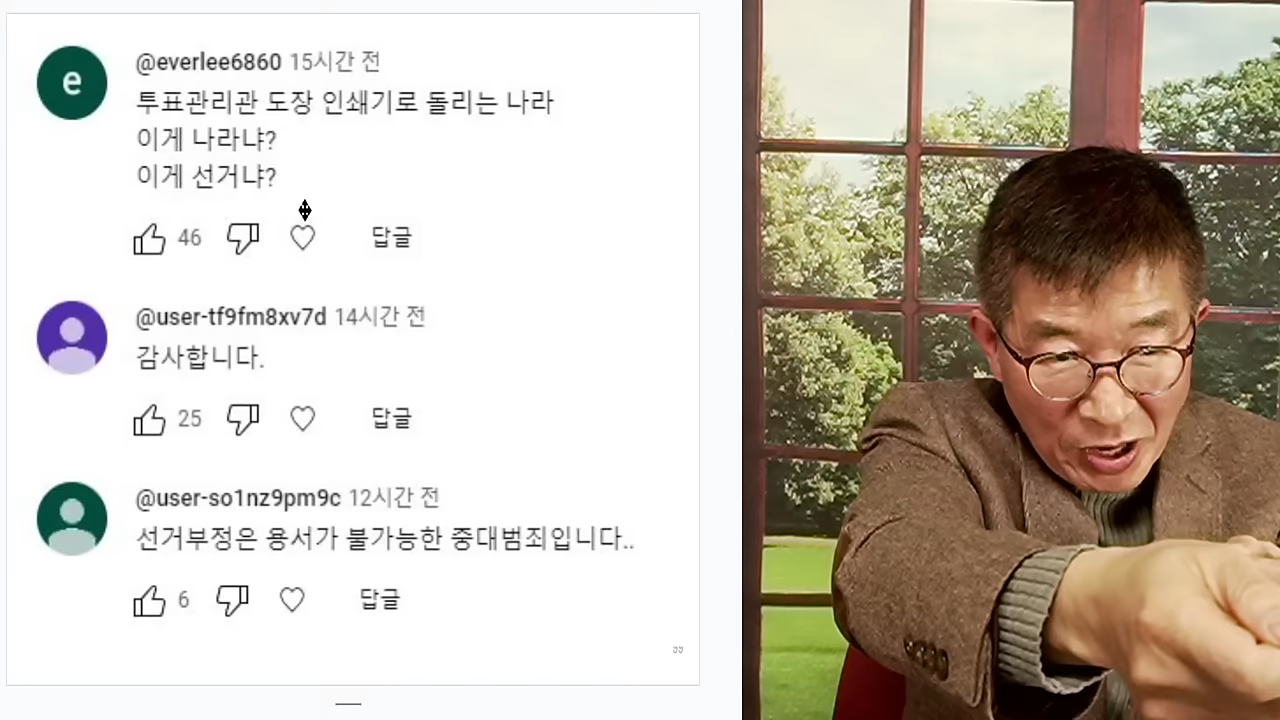 @everlee6860 15시간 전
투표관리관 도장 인쇄기로 돌리는 나라
이게 나라냐?
이게 선거냐?
46 답글
@user-tf9fm8xv7d 14시간 전
감사합니다.
25 답글
@user-so1nz9pm9c 12시간 전
선거부정은 용서가 불가능한 중대범죄입니다..
6 답글
e